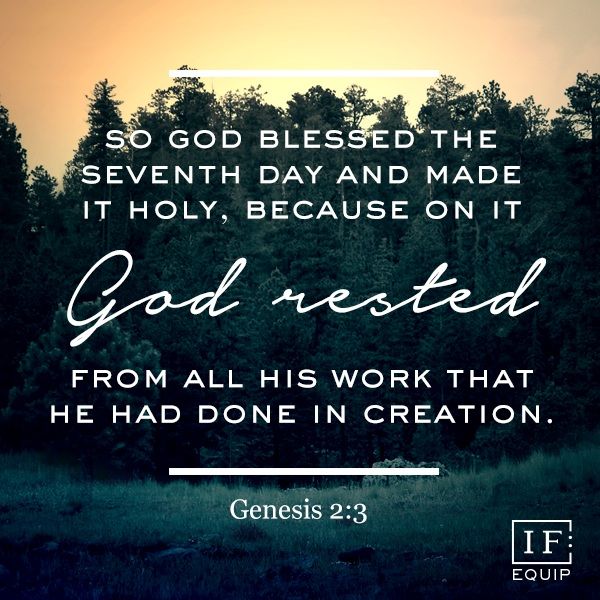 SO GOD BLESSED THE
SEVENTH DAY AND MADE
IT HOLY, BECAUSE ON IT
God rested
FROM ALL HIS WORK THAT
HE HAD DONE IN CREATION.
Genesis 2:3
IF:
EQUIP